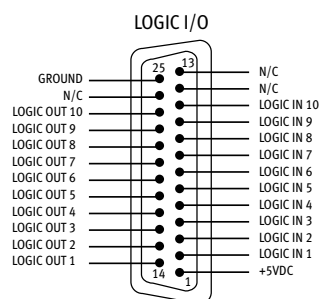 LOGIC I/O
25
13
GROUND
N/C
LOGIC OUT 10
LOGIC OUT 9
LOGIC OUT 8
LOGIC OUT 7
LOGIC OUT 6
LOGIC OUT 5
LOGIC OUT 4
LOGIC OUT 3
LOGIC OUT 2
LOGIC OUT 1
N/C
N/C
LOGIC IN 10
LOGIC IN 9
LOGIC IN 8
LOGIC IN 7
LOGIC IN 6
LOGIC IN 5
LOGIC IN 4
LOGIC IN 3
LOGIC IN 2
LOGIC IN 1
+5VDC
14
1